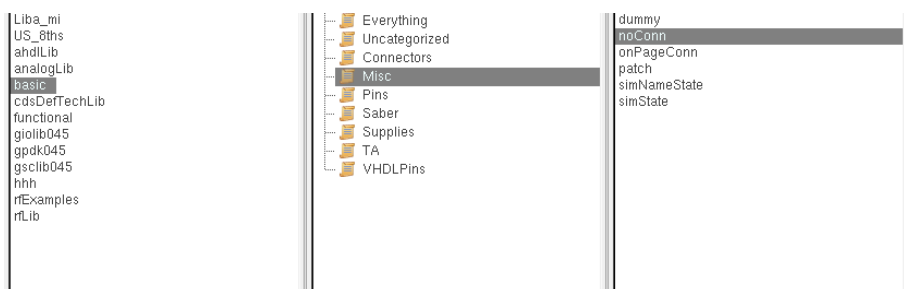 Liba_mi
US_8ths
ahdlLib
analogLib
basic
cdsDefTechLib
functional
giolib045
gpdk045
gsclib045
hhh
rfExamples
rfLib
Everything
Uncategorized
Connectors
Misc
Pins
Saber
Supplies
TA
VHDLPins
dummy
noConn
onPageConn
patch
simNameState
simState